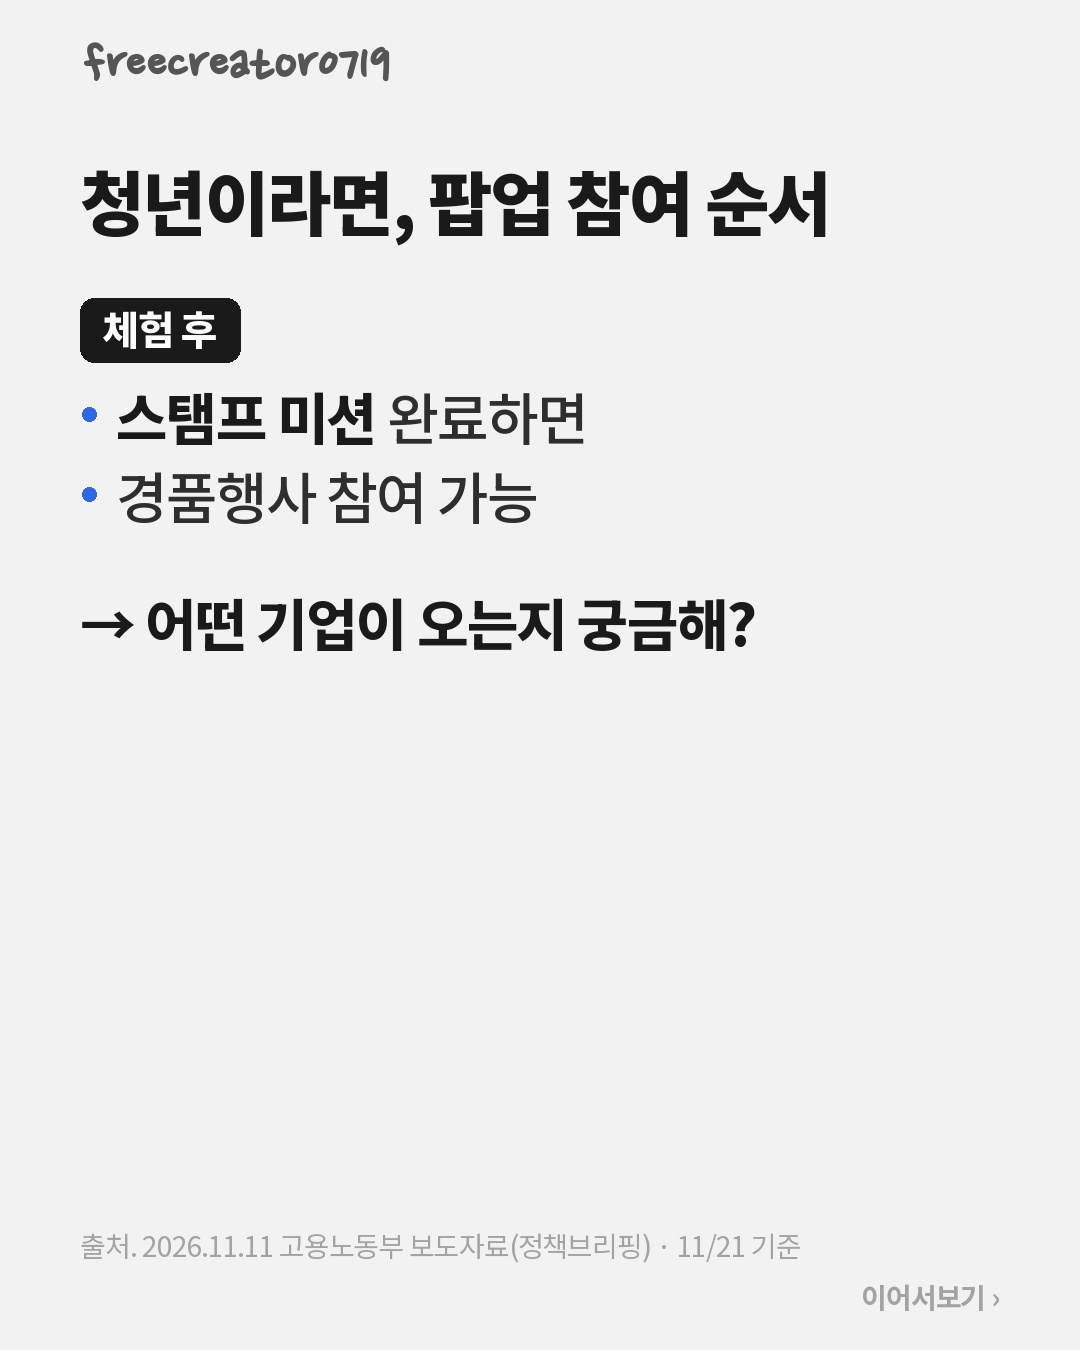 freecreator0719
청년이라면, 팝업 참여 순서
체험 후
• 스탬프 미션 완료하면
• 경품행사 참여 가능
→ 어떤 기업이 오는지 궁금해?
출처. 2026.11.11 고용노동부 보도자료(정책브리핑) · 11/21 기준
이어서보기 ›